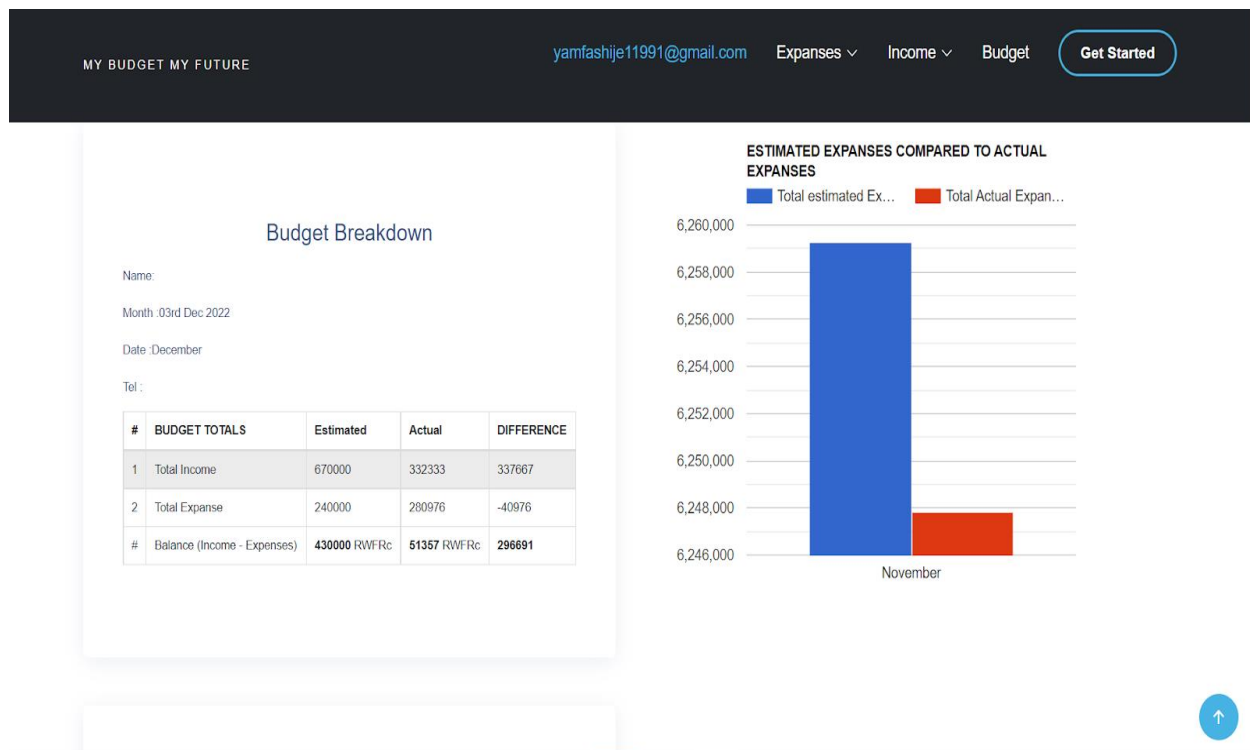 MY BUDGET MY FUTURE
yamfashije11991@gmail.com Expanses Income Budget Get Started
Budget Breakdown
Name:
Month :03rd Dec 2022
Date :December
Tel :
# BUDGET TOTALS Estimated Actual DIFFERENCE
1 Total Income 670000 332333 337667
2 Total Expanse 240000 280976 -40976
# Balance (Income - Expenses) 430000 RWFRc 51357 RWFRc 296691
ESTIMATED EXPANSES COMPARED TO ACTUAL
EXPANSES
Total estimated Ex... Total Actual Expan...
6,260,000
6,258,000
6,256,000
6,254,000
6,252,000
6,250,000
6,248,000
6,246,000
November